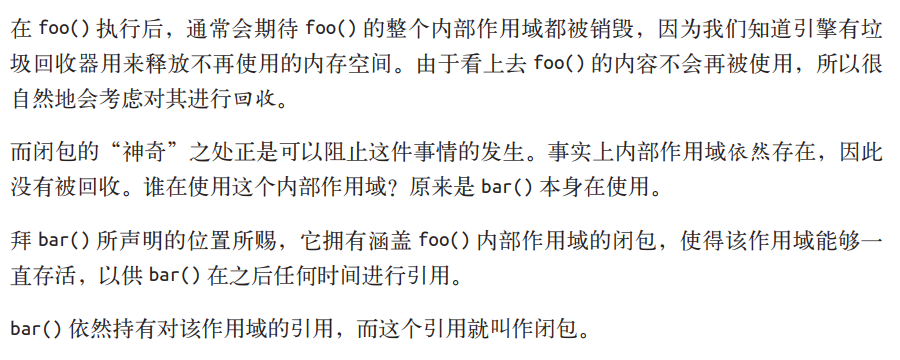 在 foo() 执行后，通常会期待 foo() 的整个内部作用域都被销毁，因为我们知道引擎有垃
圾回收器用来释放不再使用的内存空间。由于看上去 foo() 的内容不会再被使用，所以很
自然地会考虑对其进行回收。
而闭包的“神奇”之处正是可以阻止这件事情的发生。事实上内部作用域依然存在，因此
没有被回收。谁在使用这个内部作用域？原来是 bar() 本身在使用。
拜 bar() 所声明的位置所赐，它拥有涵盖 foo() 内部作用域的闭包，使得该作用域能够一
直存活，以供 bar() 在之后任何时间进行引用。
bar() 依然持有对该作用域的引用，而这个引用就叫作闭包。